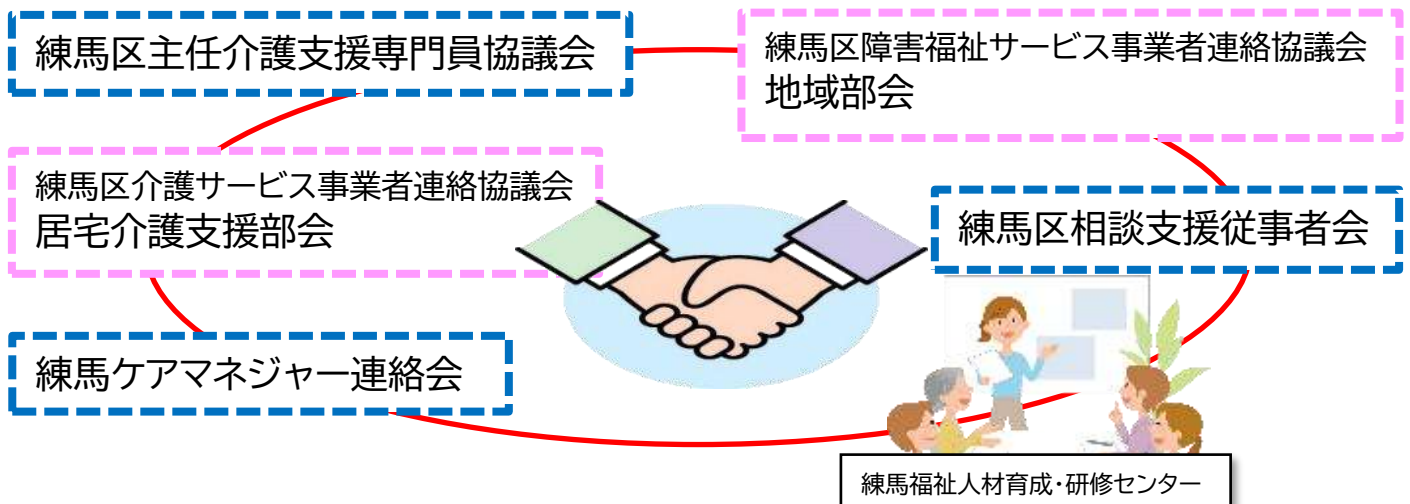 練馬区主任介護支援専門員協議会
練馬区障害福祉サービス事業者連絡協議会
地域部会
練馬区介護サービス事業者連絡協議会
居宅介護支援部会
練馬区相談支援従事者会
練馬ケアマネジャー連絡会
練馬福祉人材育成・研修センター